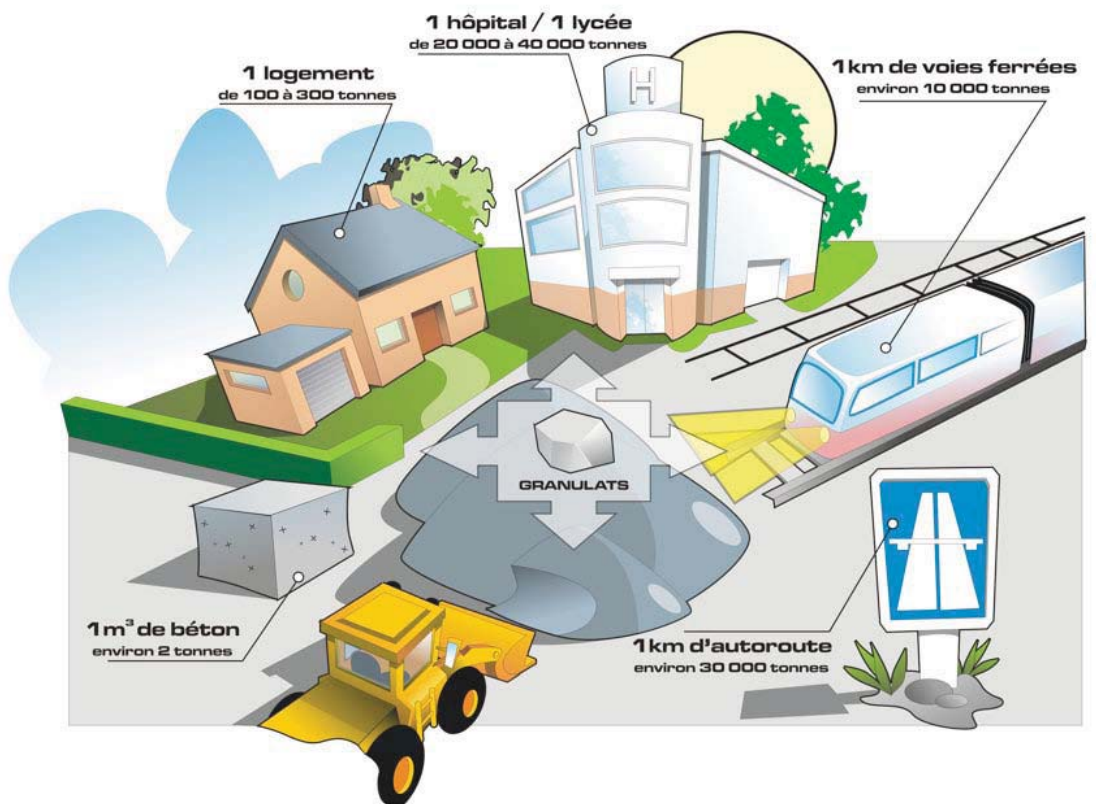 1 hôpital / 1 lycée
de 20 000 à 40 000 tonnes
1 logement
de 100 à 300 tonnes
1 km de voies ferrées
environ 10 000 tonnes
H
GRANULATS
1 m³ de béton
environ 2 tonnes
1 km d'autoroute
environ 30 000 tonnes